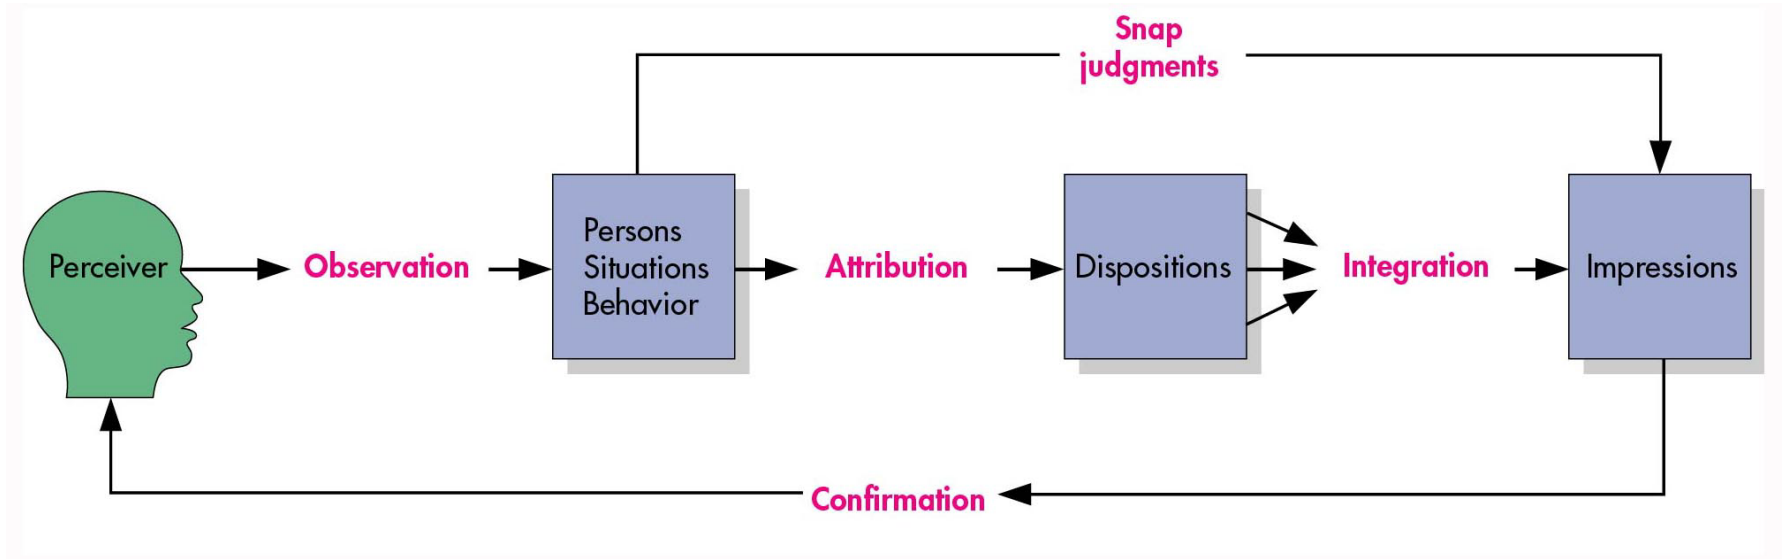 Snap
judgments
Perceiver
Observation
Persons
Situations
Behavior
Attribution
Dispositions
Integration
Impressions
Confirmation